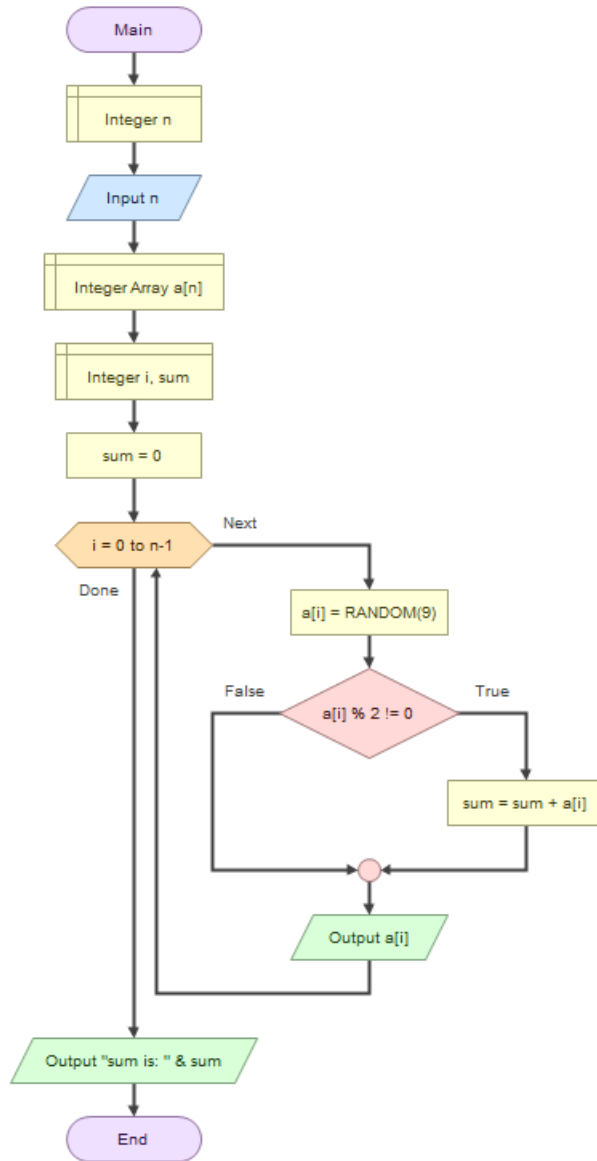 Main
Integer n
Input n
Integer Array a[n]
Integer i, sum
sum = 0
i = 0 to n-1
Next
Done
a[i] = RANDOM(9)
False
True
a[i] % 2 != 0
sum = sum + a[i]
Output a[i]
Output "sum is: " & sum
End